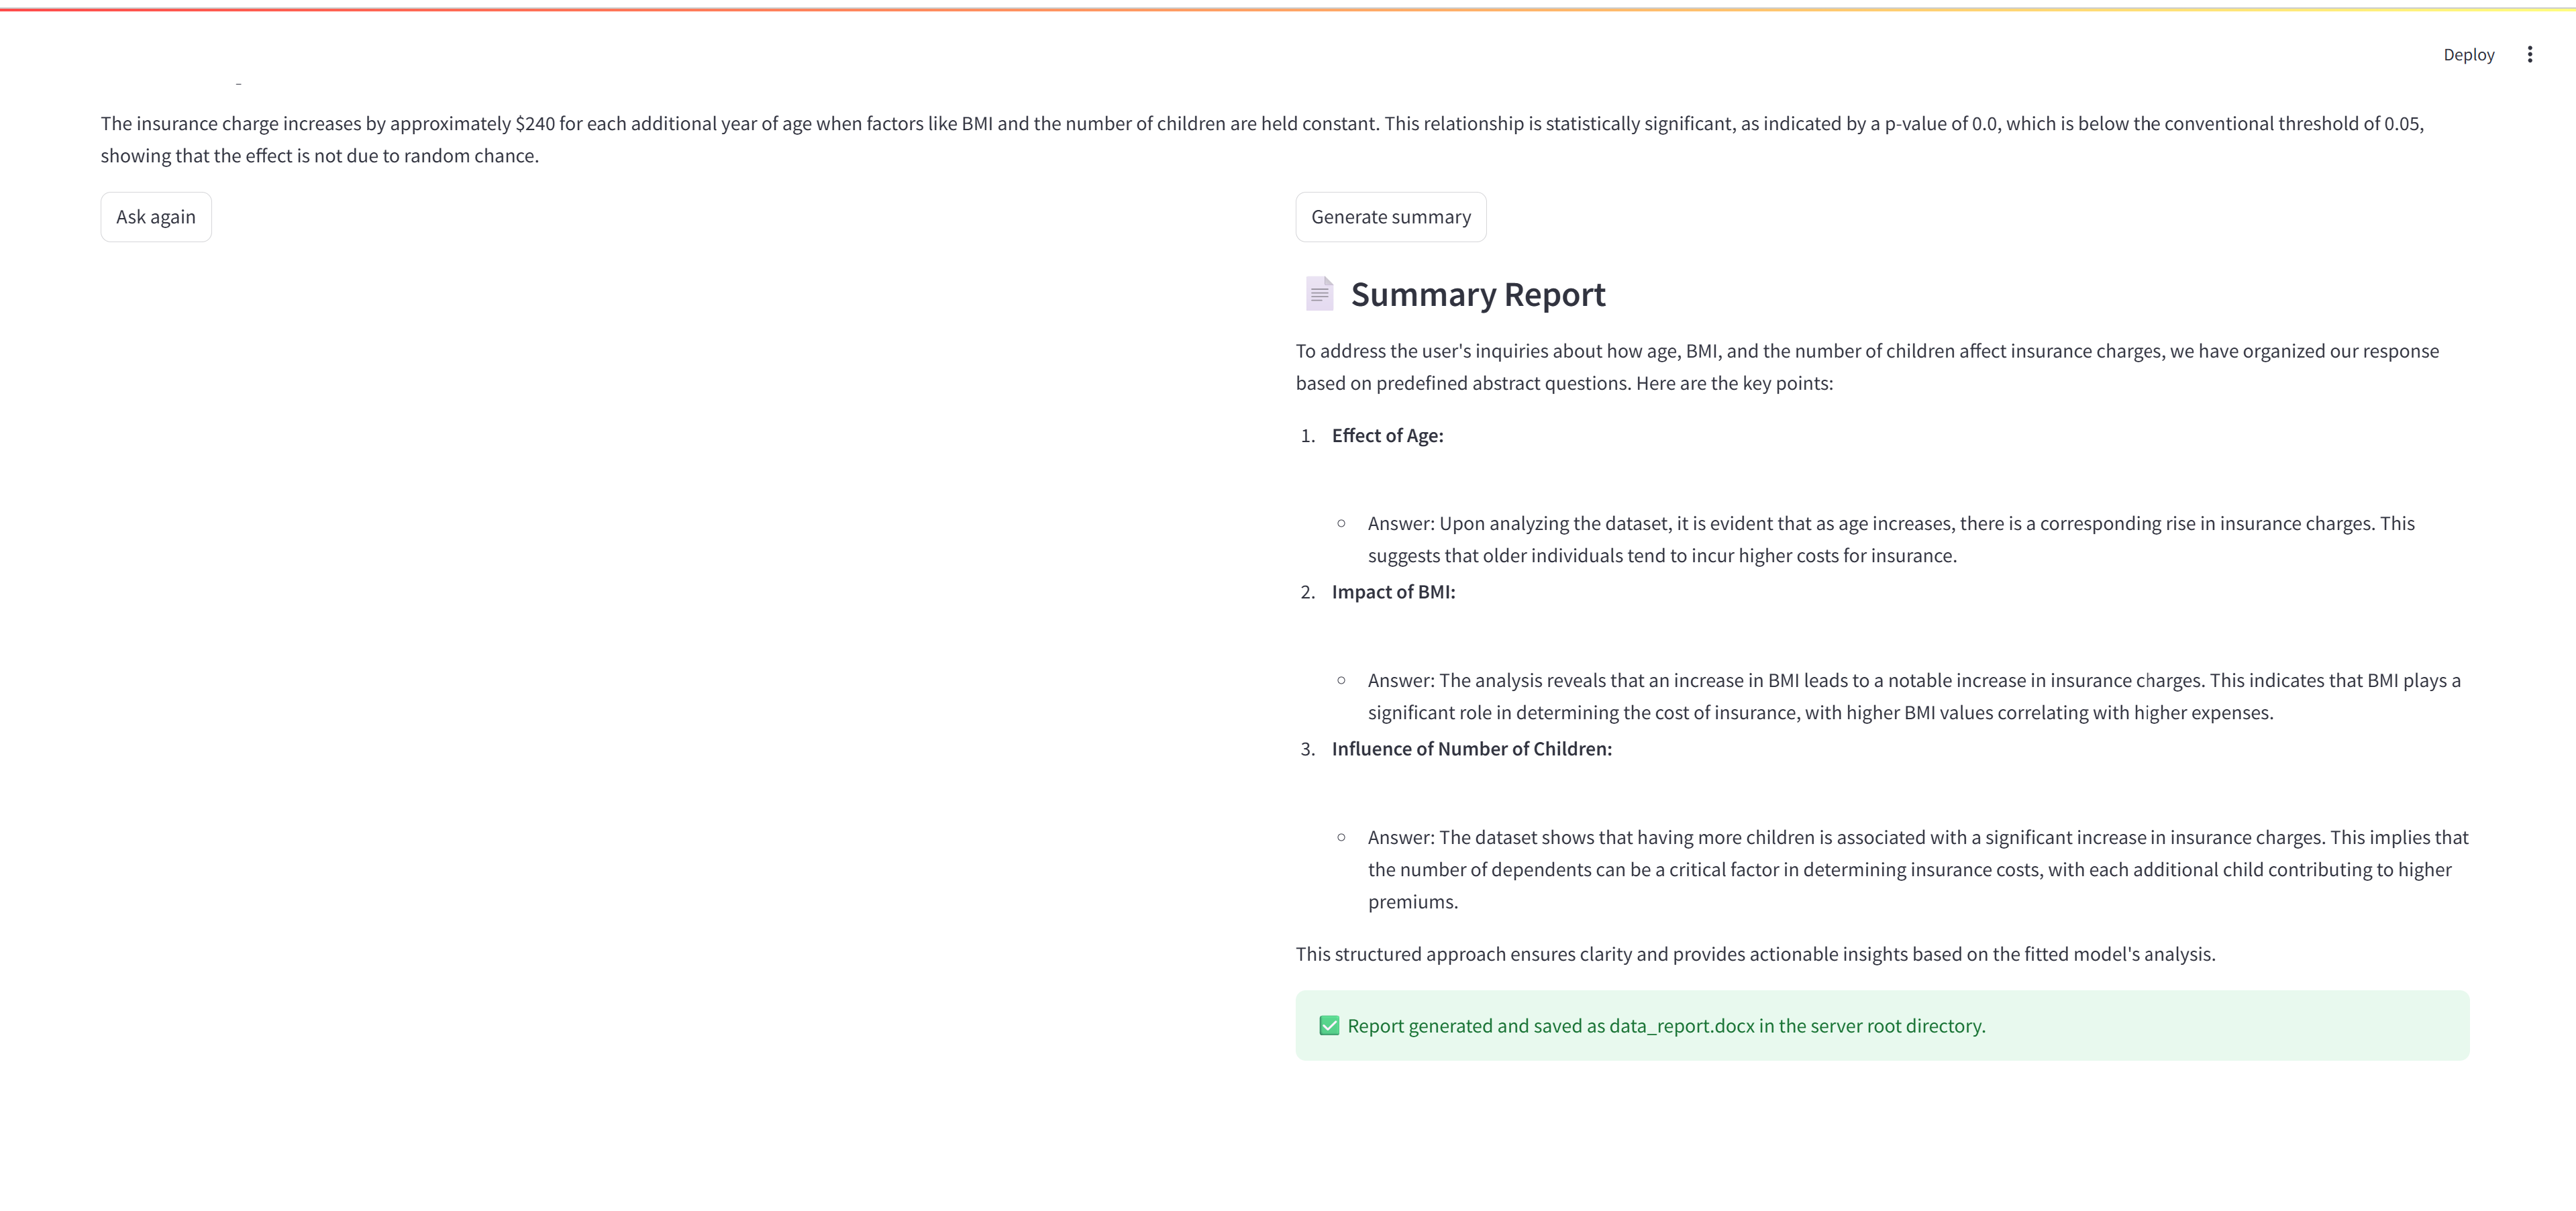 Deploy
The insurance charge increases by approximately $240 for each additional year of age when factors like BMI and the number of children are held constant. This relationship is statistically significant, as indicated by a p-value of 0.0, which is below the conventional threshold of 0.05,
showing that the effect is not due to random chance.
Ask again
Generate summary
Summary Report
To address the user's inquiries about how age, BMI, and the number of children affect insurance charges, we have organized our response
based on predefined abstract questions. Here are the key points:
1. Effect of Age:
Answer: Upon analyzing the dataset, it is evident that as age increases, there is a corresponding rise in insurance charges. This
suggests that older individuals tend to incur higher costs for insurance.
2. Impact of BMI:
Answer: The analysis reveals that an increase in BMI leads to a notable increase in insurance charges. This indicates that BMI plays a
significant role in determining the cost of insurance, with higher BMI values correlating with higher expenses.
3. Influence of Number of Children:
Answer: The dataset shows that having more children is associated with a significant increase in insurance charges. This implies that
the number of dependents can be a critical factor in determining insurance costs, with each additional child contributing to higher
premiums.
This structured approach ensures clarity and provides actionable insights based on the fitted model's analysis.
Report generated and saved as data_report.docx in the server root directory.